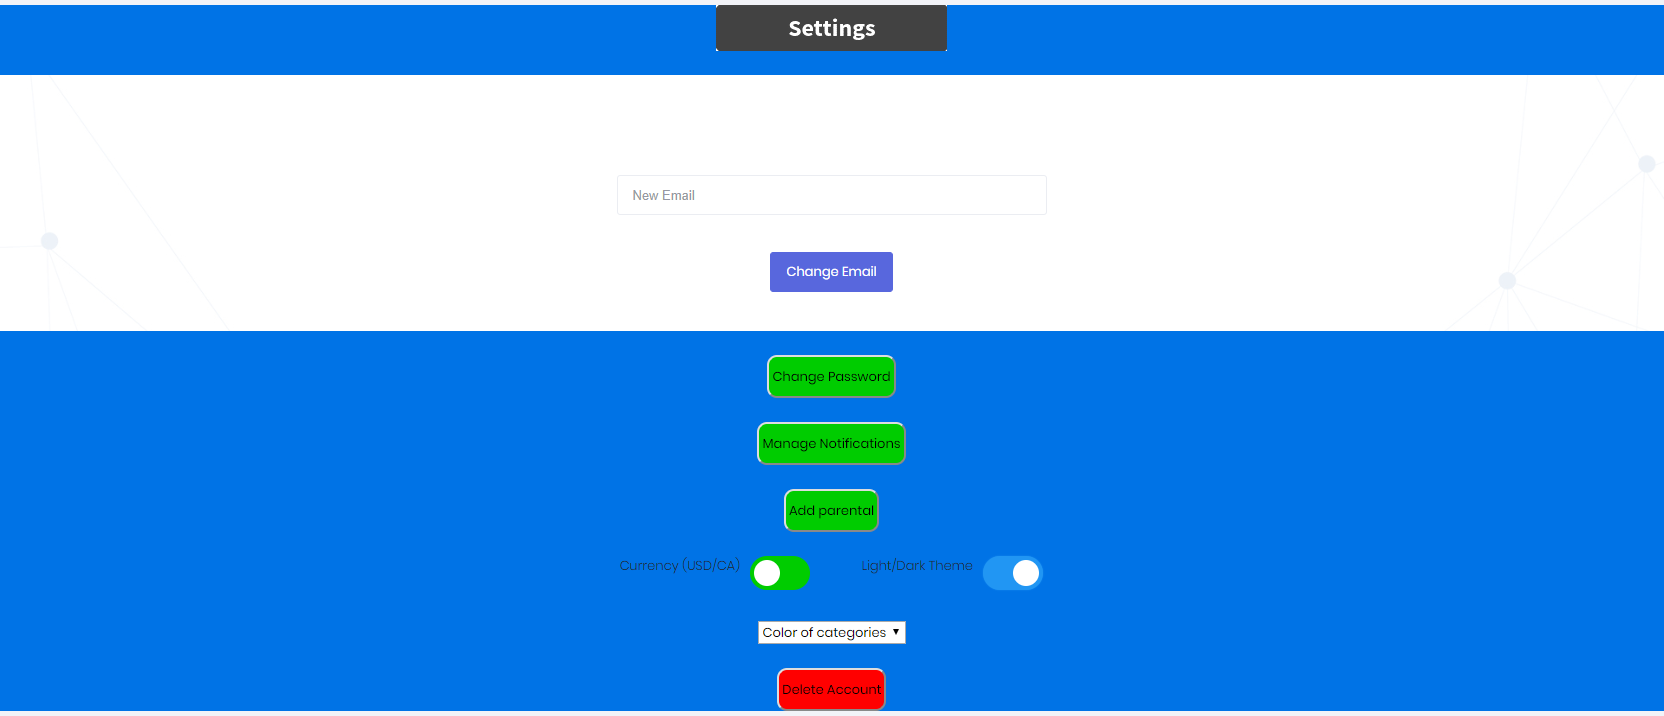 Settings
New Email
Change Email
Change Password
Manage Notifications
Add parental
Currency (USD/CA) Light/Dark Theme
Color of categories
Delete Account